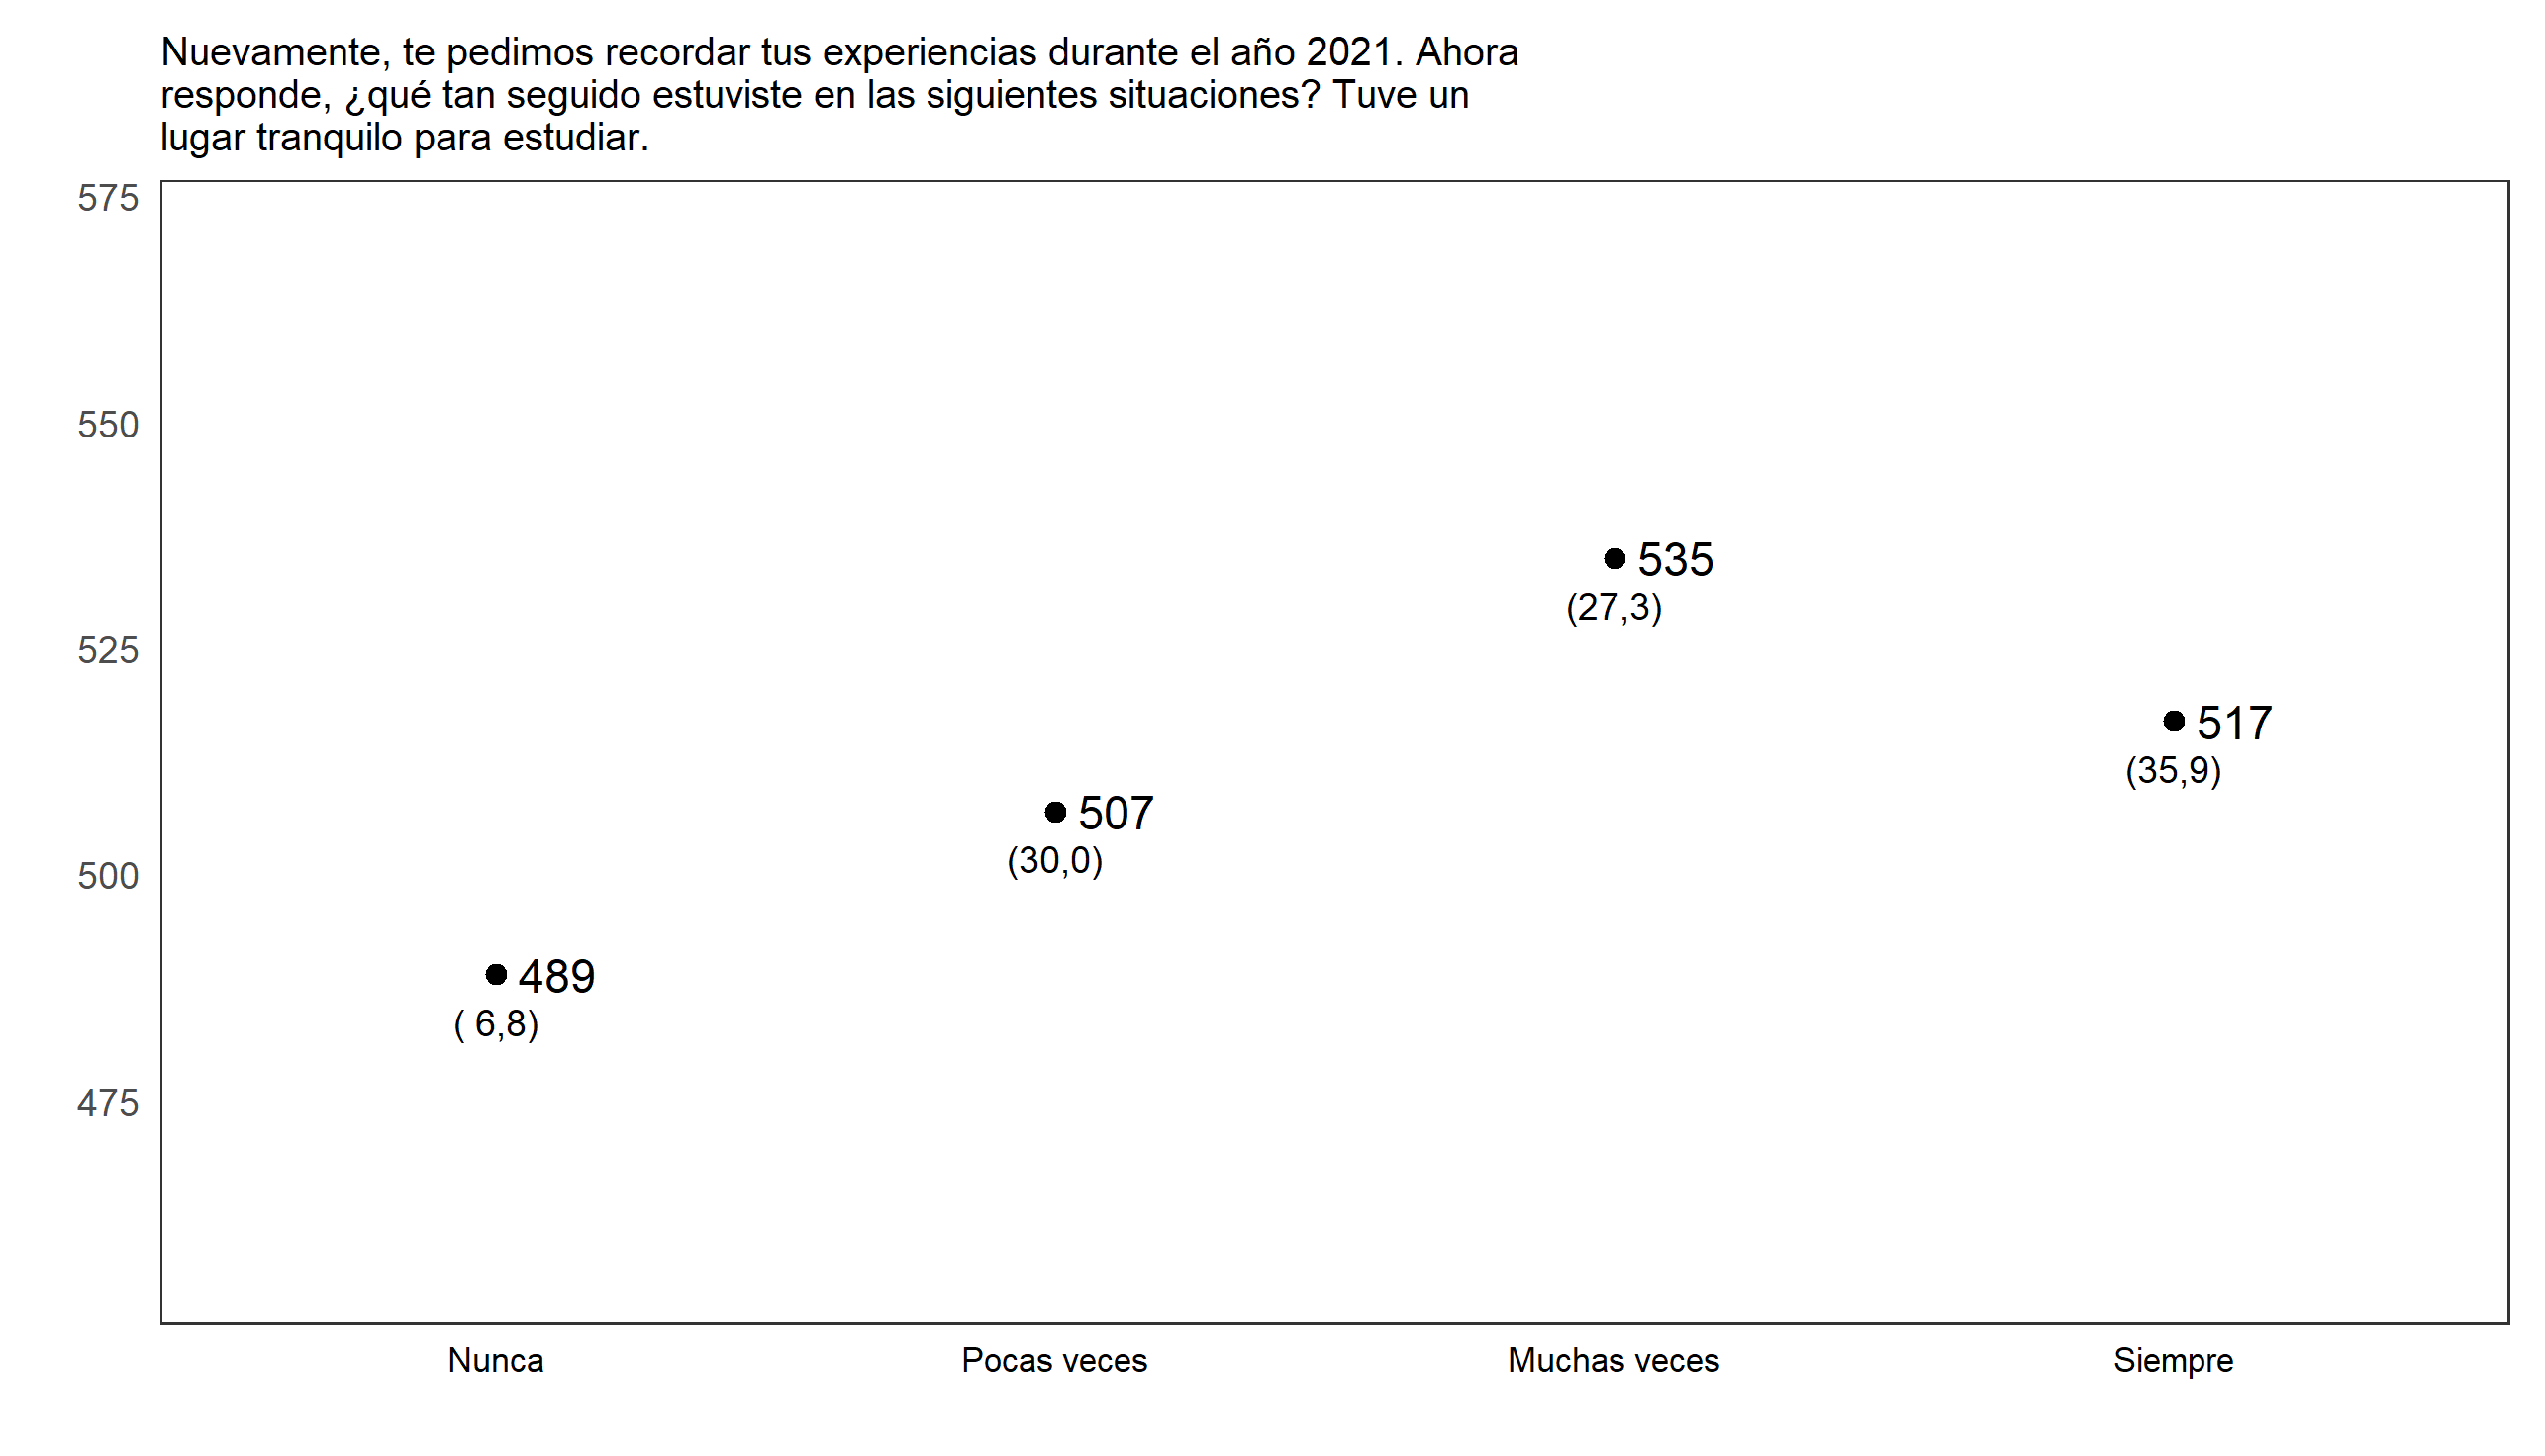 Nuevamente, te pedimos recordar tus experiencias durante el año 2021. Ahora
responde, ¿qué tan seguido estuviste en las siguientes situaciones? Tuve un
lugar tranquilo para estudiar.
575
550
525
500
475
535
(27,3)
517
(35,9)
507
(30,0)
489
( 6,8)
Nunca
Pocas veces
Muchas veces
Siempre